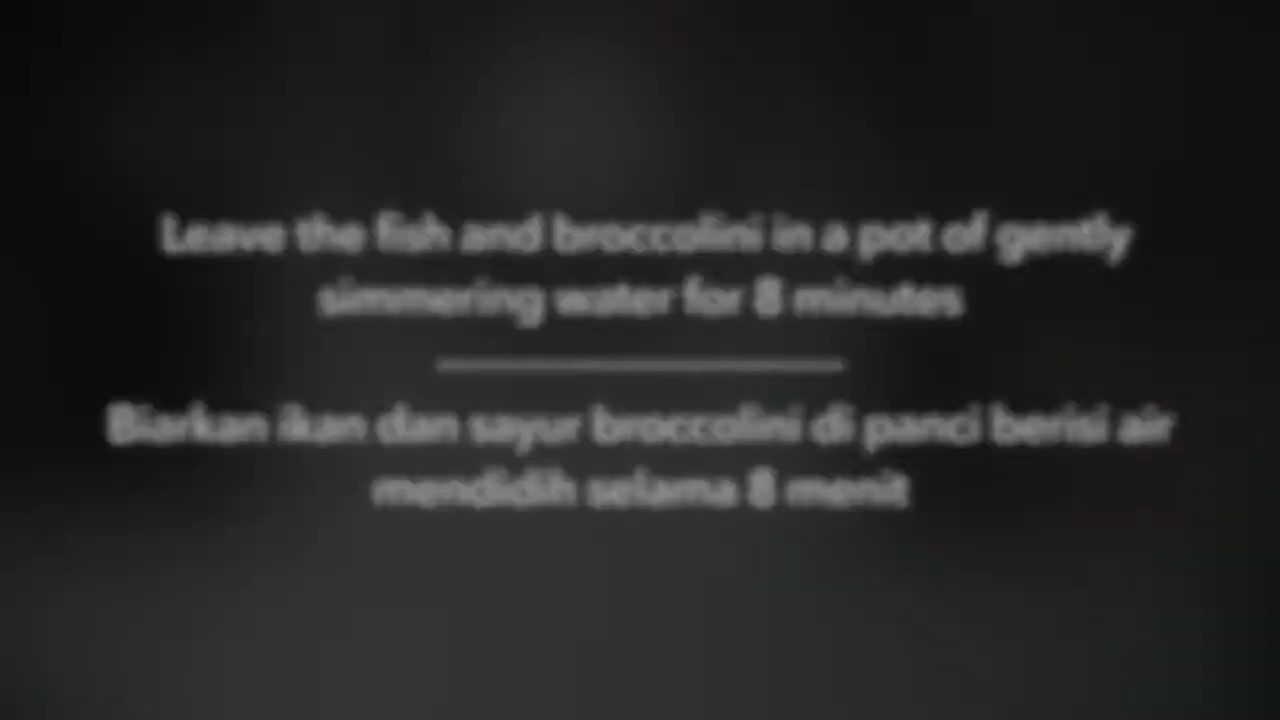 Leave the fish and broccolini in a pot of gently
simmering water for 8 minutes
Biarkan ikan dan sayur broccolini di panci berisi air
mendidih selama 8 menit